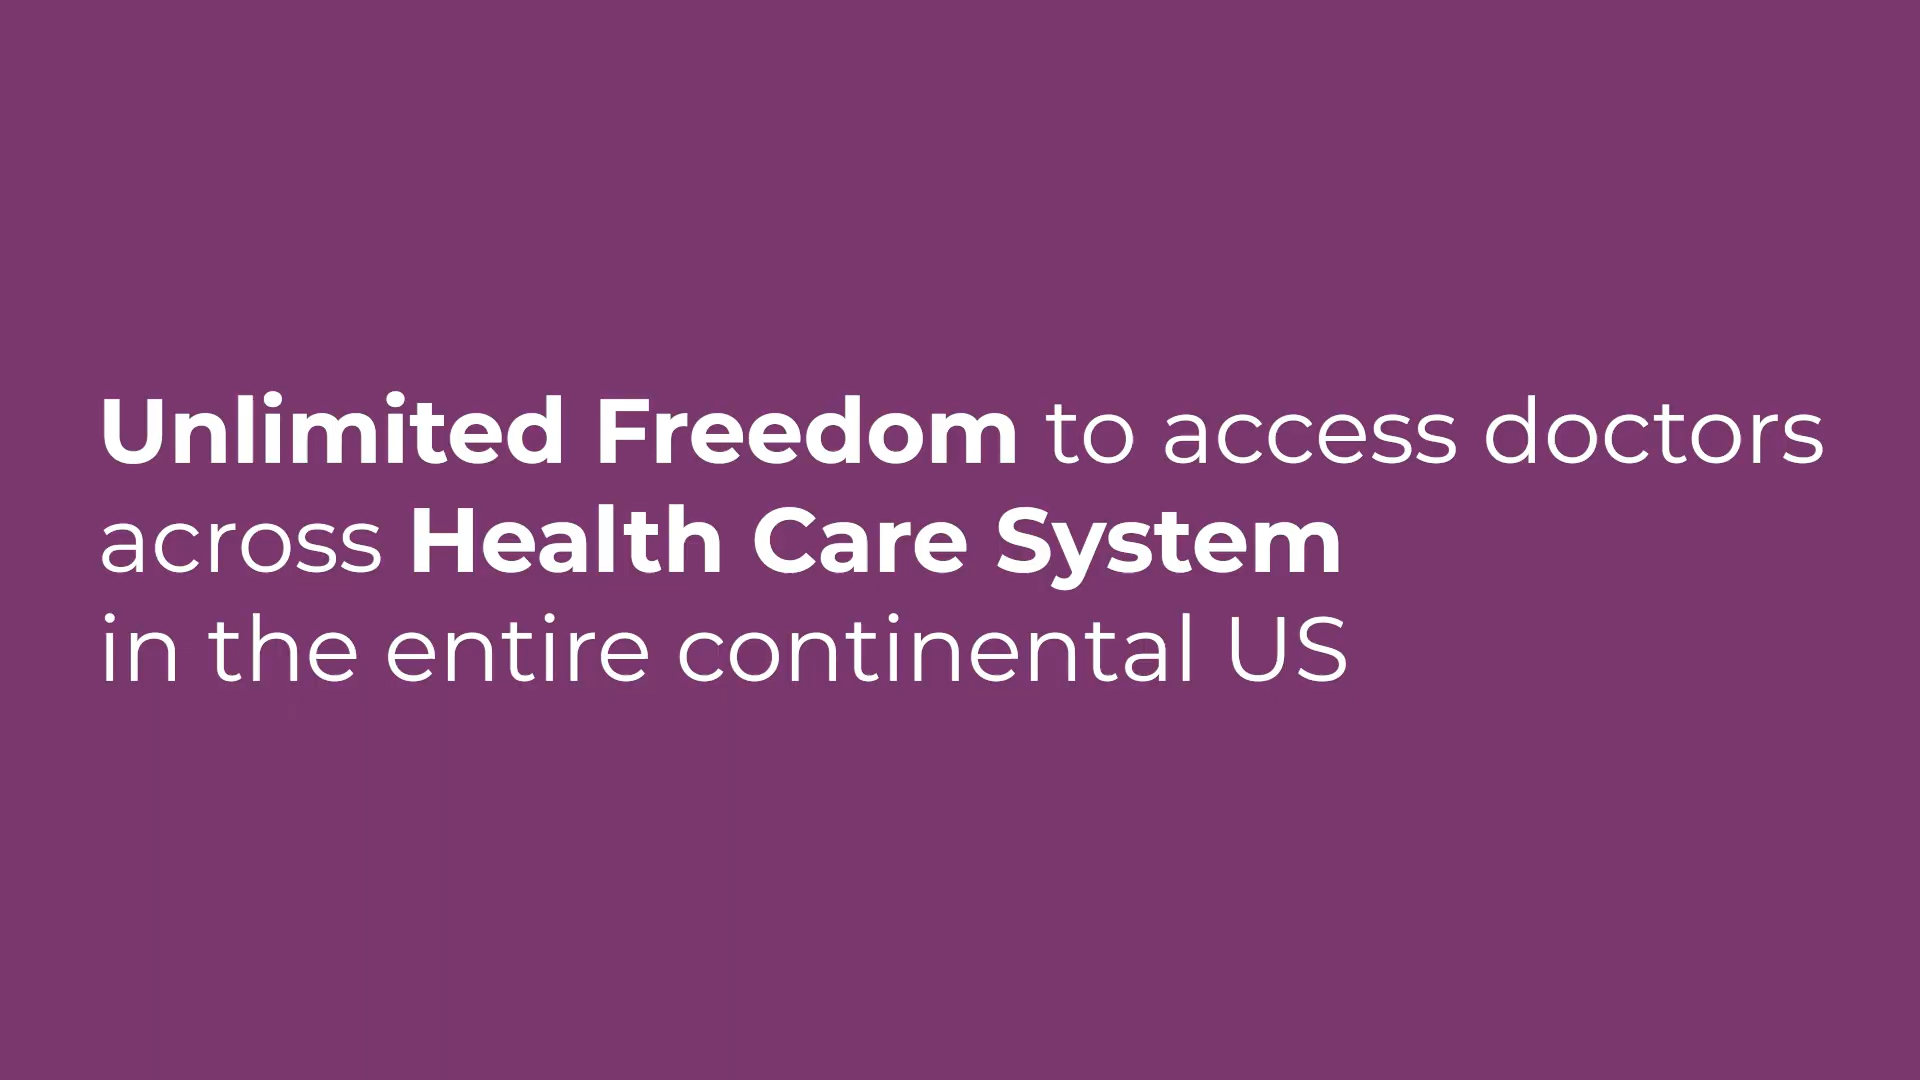 Unlimited Freedom to access doctors
across Health Care System
in the entire continental US